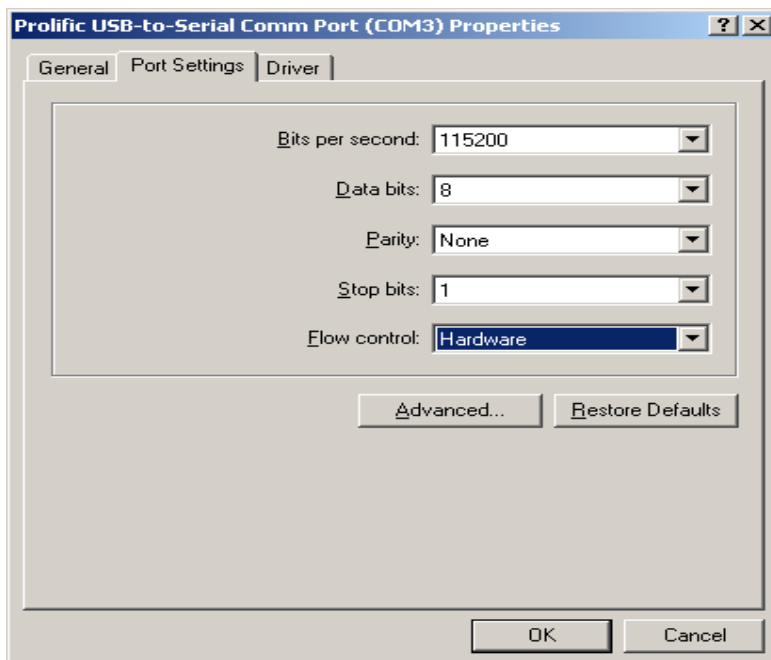 Prolific USB-to-Serial Comm Port (COM3) Properties
General Port Settings Driver
Bits per second: 115200
Data bits: 8
Parity: None
Stop bits: 1
Flow control: Hardware
Advanced... Restore Defaults
OK Cancel